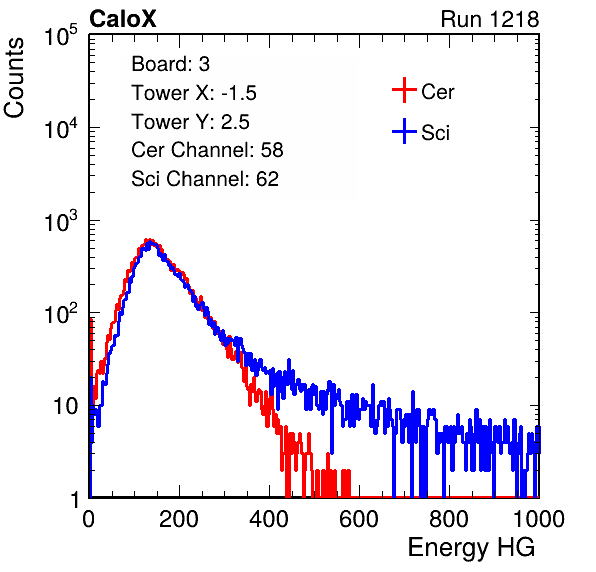 CaloX Run 1218
Counts
Board: 3
Tower X: -1.5
Tower Y: 2.5
Cer Channel: 58
Sci Channel: 62
Cer
Sci
10^5
10^4
10^3
10^2
10
1
0 200 400 600 800 1000
Energy HG